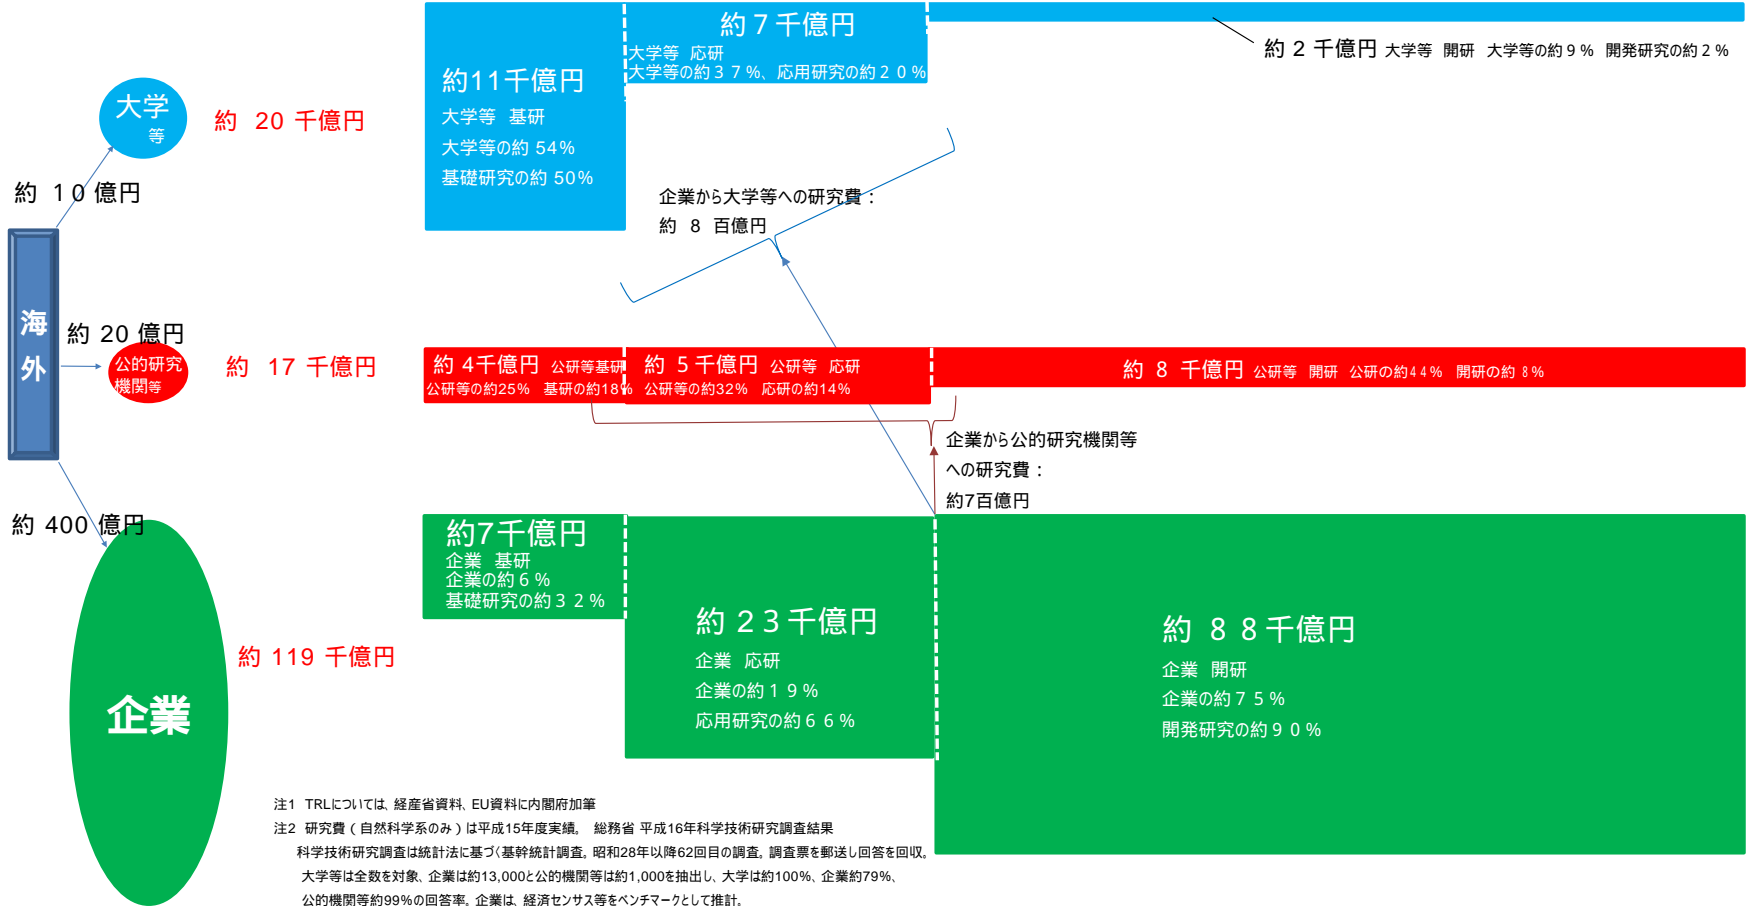 約７千億円
大学等 応研
大学等の約３７%、応用研究の約２０%
約２千億円 大学等 開研 大学等の約９% 開発研究の約２%
約11千億円
大学等 基研
大学等の約 54%
基礎研究の約 50%
大学
等
約 20 千億円
約 １０億円
企業から大学等への研究費：
約 8 百億円
海
外
約 20 億円
公的研究
機関等
約 17 千億円
約 4千億円 公研等基研
公研等の約25% 基研の約18%
約 ５千億円 公研等 応研
公研等の約32% 応研の約14%
約 8 千億円 公研等 開研 公研の約44% 開研の約8%
企業から公的研究機関等
への研究費：
約7百億円
約 400 億円
企業
約 119 千億円
約7千億円
企業 基研
企業の約６%
基礎研究の約３２%
約２３千億円
企業 応研
企業の約１９%
応用研究の約６６%
約 ８８千億円
企業 開研
企業の約７５%
開発研究の約９０%
注1 TRLについては、経産省資料、EU資料に内閣府加筆
注2 研究費（自然科学系のみ）は平成15年度実績。 総務省 平成16年科学技術研究調査結果
科学技術研究調査は統計法に基づく基幹統計調査。昭和28年以降62回目の調査。調査票を郵送し回答を回収。
大学等は全数を対象、企業は約13,000と公的機関等は約1,000を抽出し、大学は約100%、企業約79%、
公的機関等約99%の回答率。企業は、経済センサス等をベンチマークとして推計。